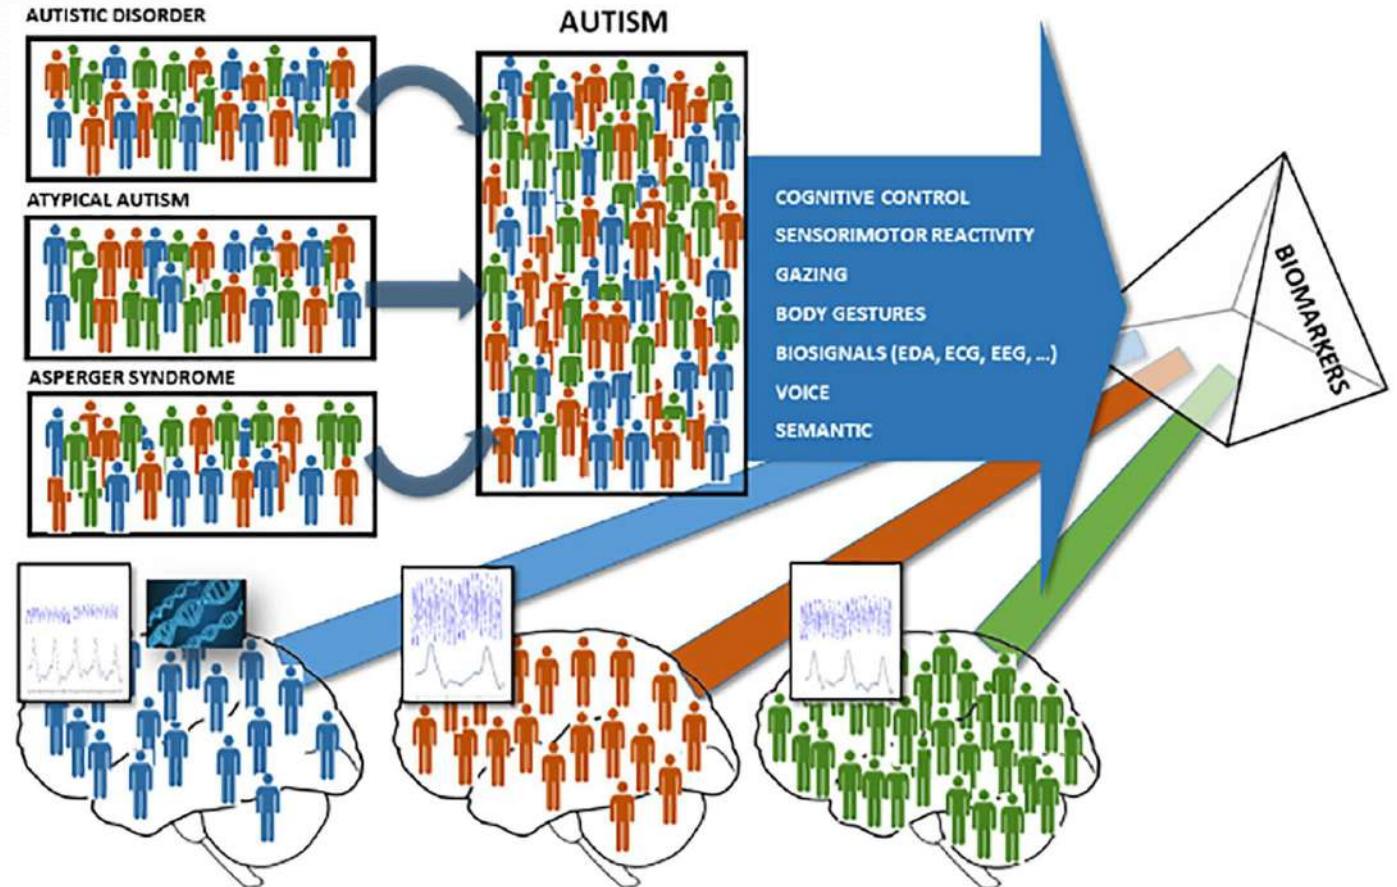 AUTISTIC DISORDER
AUTISM
ATYPICAL AUTISM
ASPERGER SYNDROME
COGNITIVE CONTROL
SENSORIMOTOR REACTIVITY
GAZING
BODY GESTURES
BIOSIGNALS (EDA, ECG, EEG, ...)
VOICE
SEMANTIC
BIOMARKERS